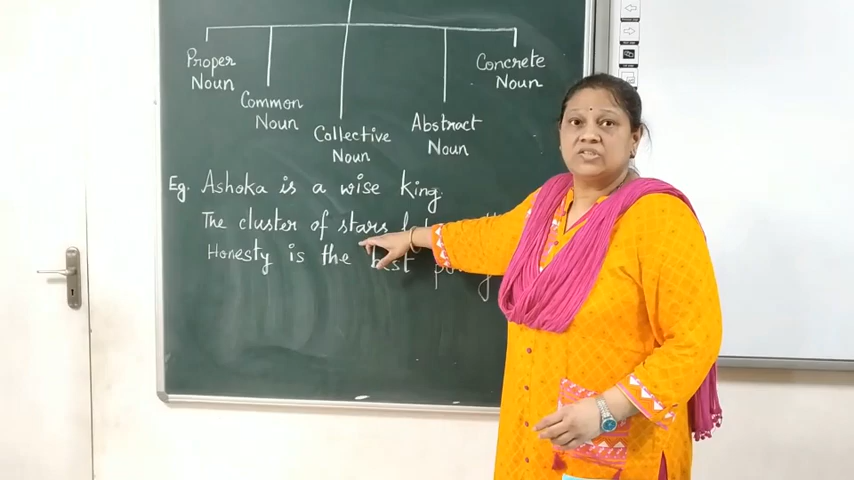 Proper Noun
Common Noun
Collective Noun
Abstract Noun
Concrete Noun
Eg. Ashoka is a wise king.
The cluster of stars
Honesty is the best